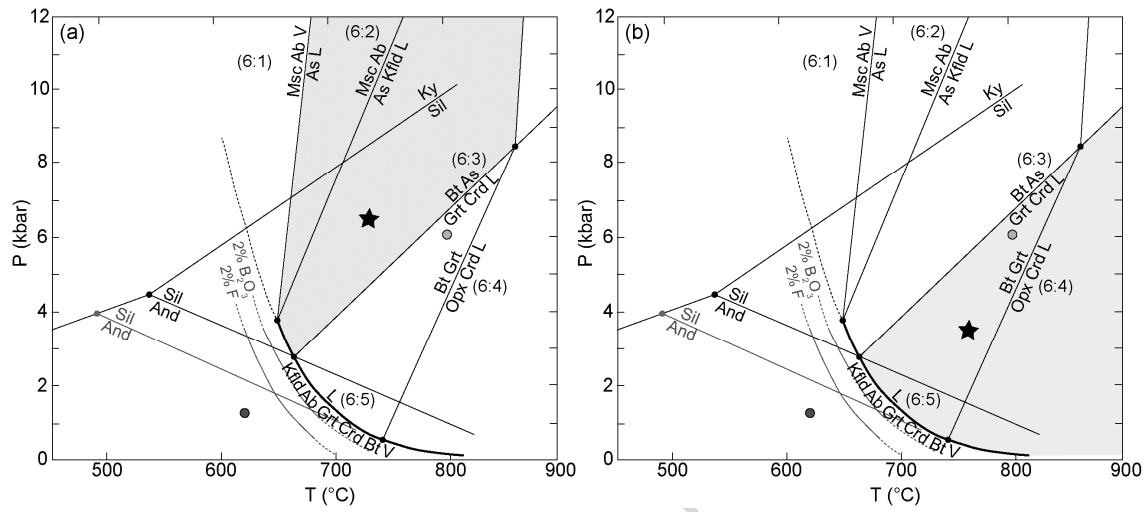 (a)
12
10
8
6
4
2
0
P (kbar)
500
600
700
800
900
T (°C)
(6:1)
Msc Ab V
As L
(6:2)
Msc Ab
As Kfld L
Ky
Sil
(6:3)
Bt As
Grt Crd L
Bt Grt
Opx Crd L
(6:4)
2% B2O3
2% F
Sil
And
Sil
And
L (6:5)
Kfld Ab Grt Crd Bt V
(b)
12
10
8
6
4
2
0
P (kbar)
500
600
700
800
900
T (°C)
(6:1)
Msc Ab V
As L
(6:2)
Msc Ab
As Kfld L
Ky
Sil
(6:3)
Bt As
Grt Crd L
Bt Grt
Opx Crd L
(6:4)
2% B2O3
2% F
Sil
And
Sil
And
L (6:5)
Kfld Ab Grt Crd Bt V